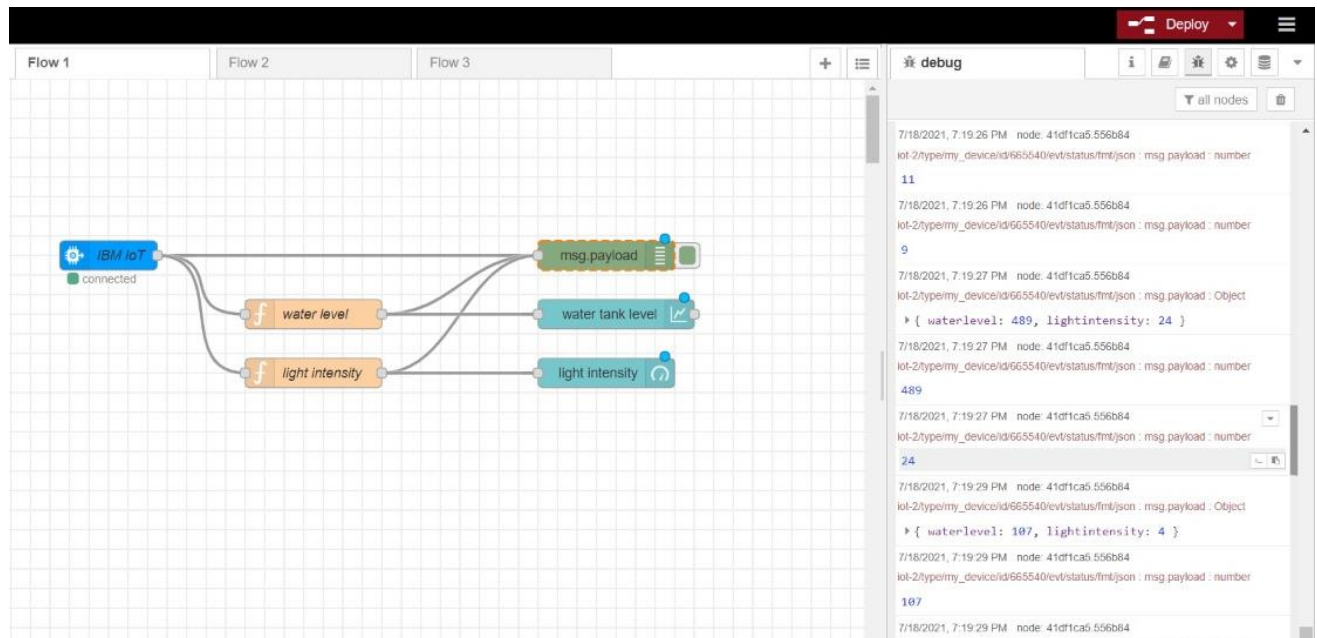 Deploy
Flow 1
Flow 2
Flow 3
debug
i
all nodes
IBM IoT
connected
water level
light intensity
msg.payload
water tank level
light intensity
7/18/2021, 7:19:26 PM node: 41df1ca5.556b84
iot-2/type/my_device/id/665540/evt/status/fmt/json : msg.payload : number
11
7/18/2021, 7:19:26 PM node: 41df1ca5.556b84
iot-2/type/my_device/id/665540/evt/status/fmt/json : msg.payload : number
9
7/18/2021, 7:19:27 PM node: 41df1ca5.556b84
iot-2/type/my_device/id/665540/evt/status/fmt/json : msg.payload : Object
{ waterlevel: 489, lightintensity: 24 }
7/18/2021, 7:19:27 PM node: 41df1ca5.556b84
iot-2/type/my_device/id/665540/evt/status/fmt/json : msg.payload : number
489
7/18/2021, 7:19:27 PM node: 41df1ca5.556b84
iot-2/type/my_device/id/665540/evt/status/fmt/json : msg.payload : number
24
7/18/2021, 7:19:29 PM node: 41df1ca5.556b84
iot-2/type/my_device/id/665540/evt/status/fmt/json : msg.payload : Object
{ waterlevel: 107, lightintensity: 4 }
7/18/2021, 7:19:29 PM node: 41df1ca5.556b84
iot-2/type/my_device/id/665540/evt/status/fmt/json : msg.payload : number
107
7/18/2021, 7:19:29 PM node: 41df1ca5.556b84